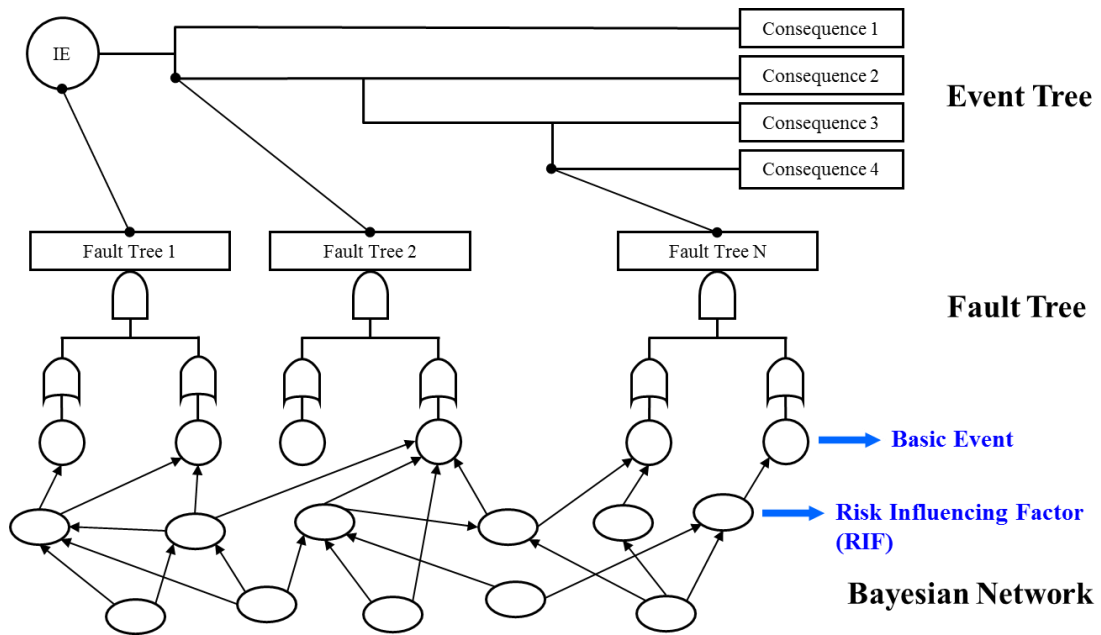 IE
Consequence 1
Consequence 2
Consequence 3
Consequence 4
Event Tree
Fault Tree 1
Fault Tree 2
Fault Tree N
Fault Tree
Basic Event
Risk Influencing Factor
(RIF)
Bayesian Network